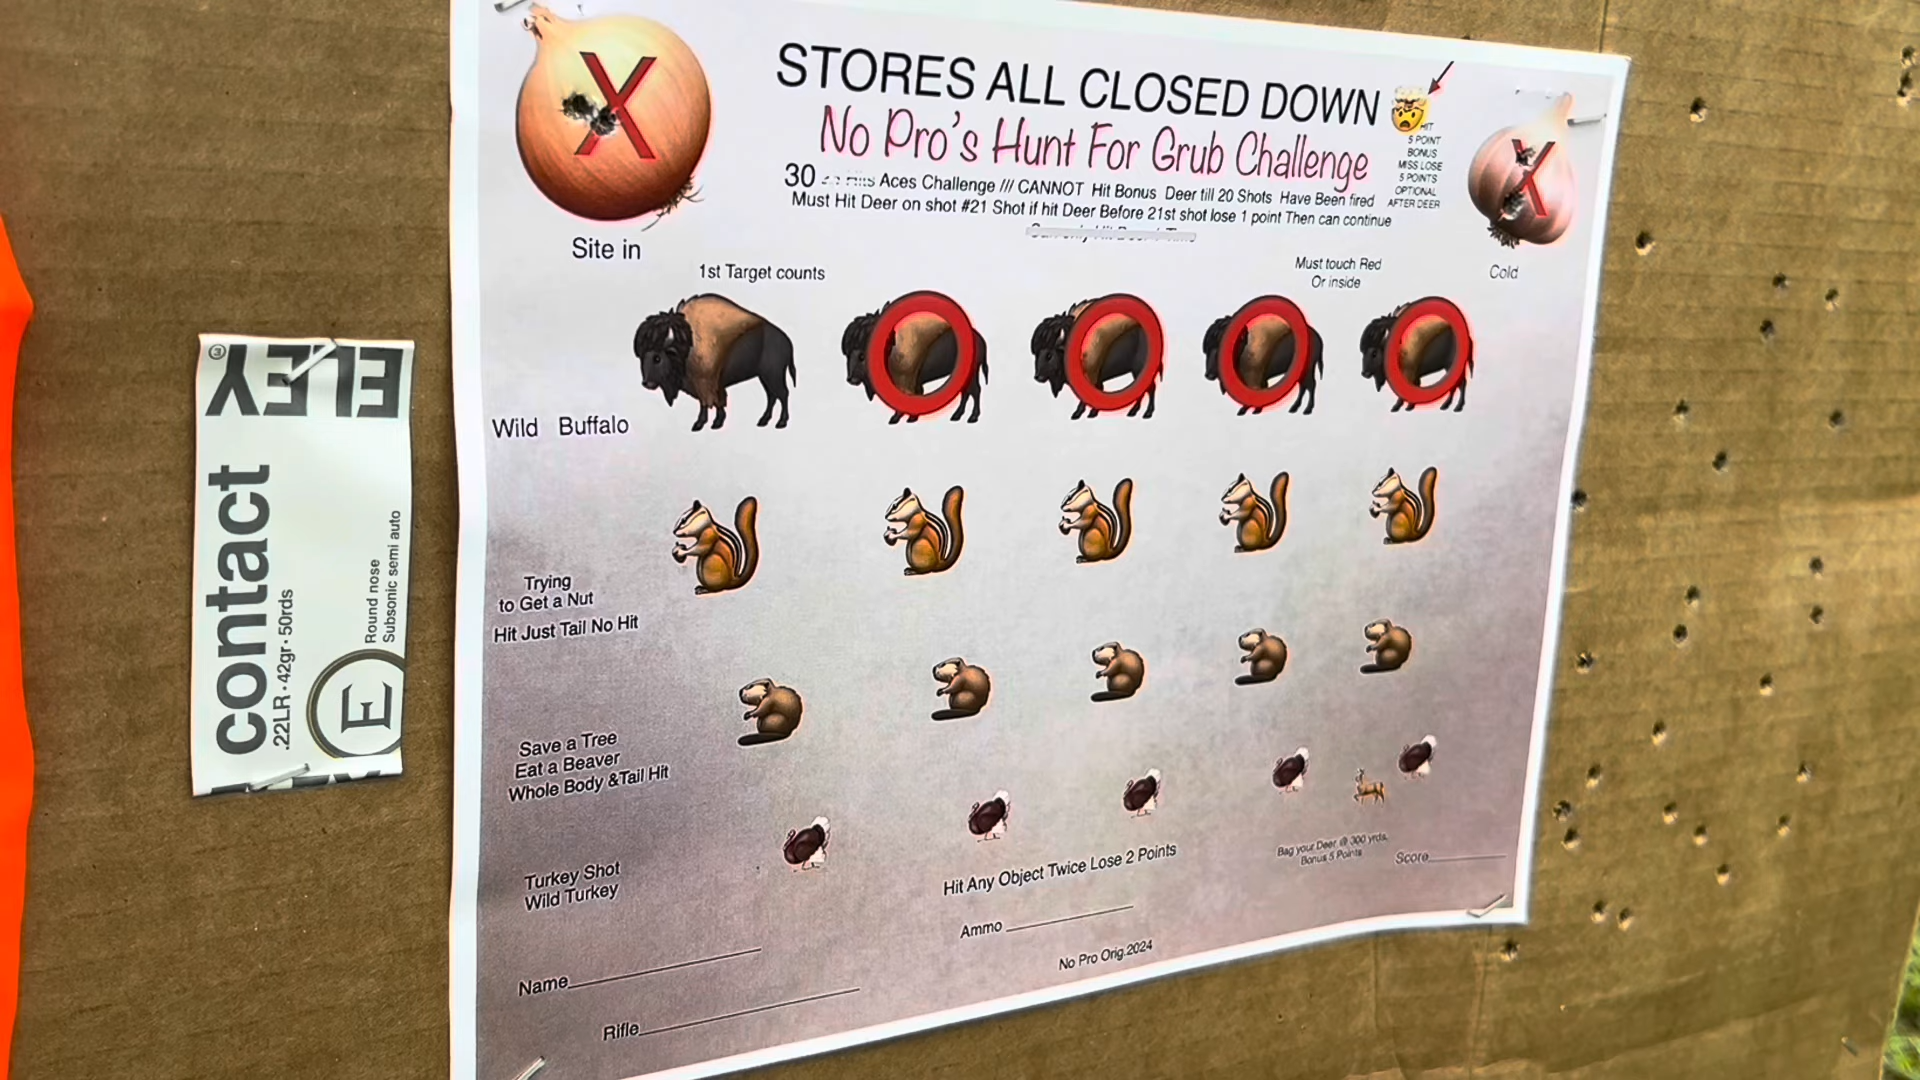 STORES ALL CLOSED DOWN
No Pro's Hunt For Grub Challenge
30 Aces Challenge /// CANNOT Hit Bonus Deer till 20 Shots Have Been fired
Must Hit Deer on shot #21 Shot if hit Deer Before 21st shot lose 1 point Then can continue
HIT
5 POINT
BONUS
MISS LOSE
5 POINTS
OPTIONAL
AFTER DEER
X
X
Site in
Cold
1st Target counts
Must touch Red
Or inside
Wild Buffalo
Trying
to Get a Nut
Hit Just Tail No Hit
Save a Tree
Eat a Beaver
Whole Body &Tail Hit
Turkey Shot
Wild Turkey
Hit Any Object Twice Lose 2 Points
Bag your Deer @ 300 yrds.
Bonus 5 Points
Score
Ammo
Name
No Pro Orig.2024
Rifle
ELEY
contact
.22LR · 42gr · 50rds
Round nose
Subsonic semi auto
E